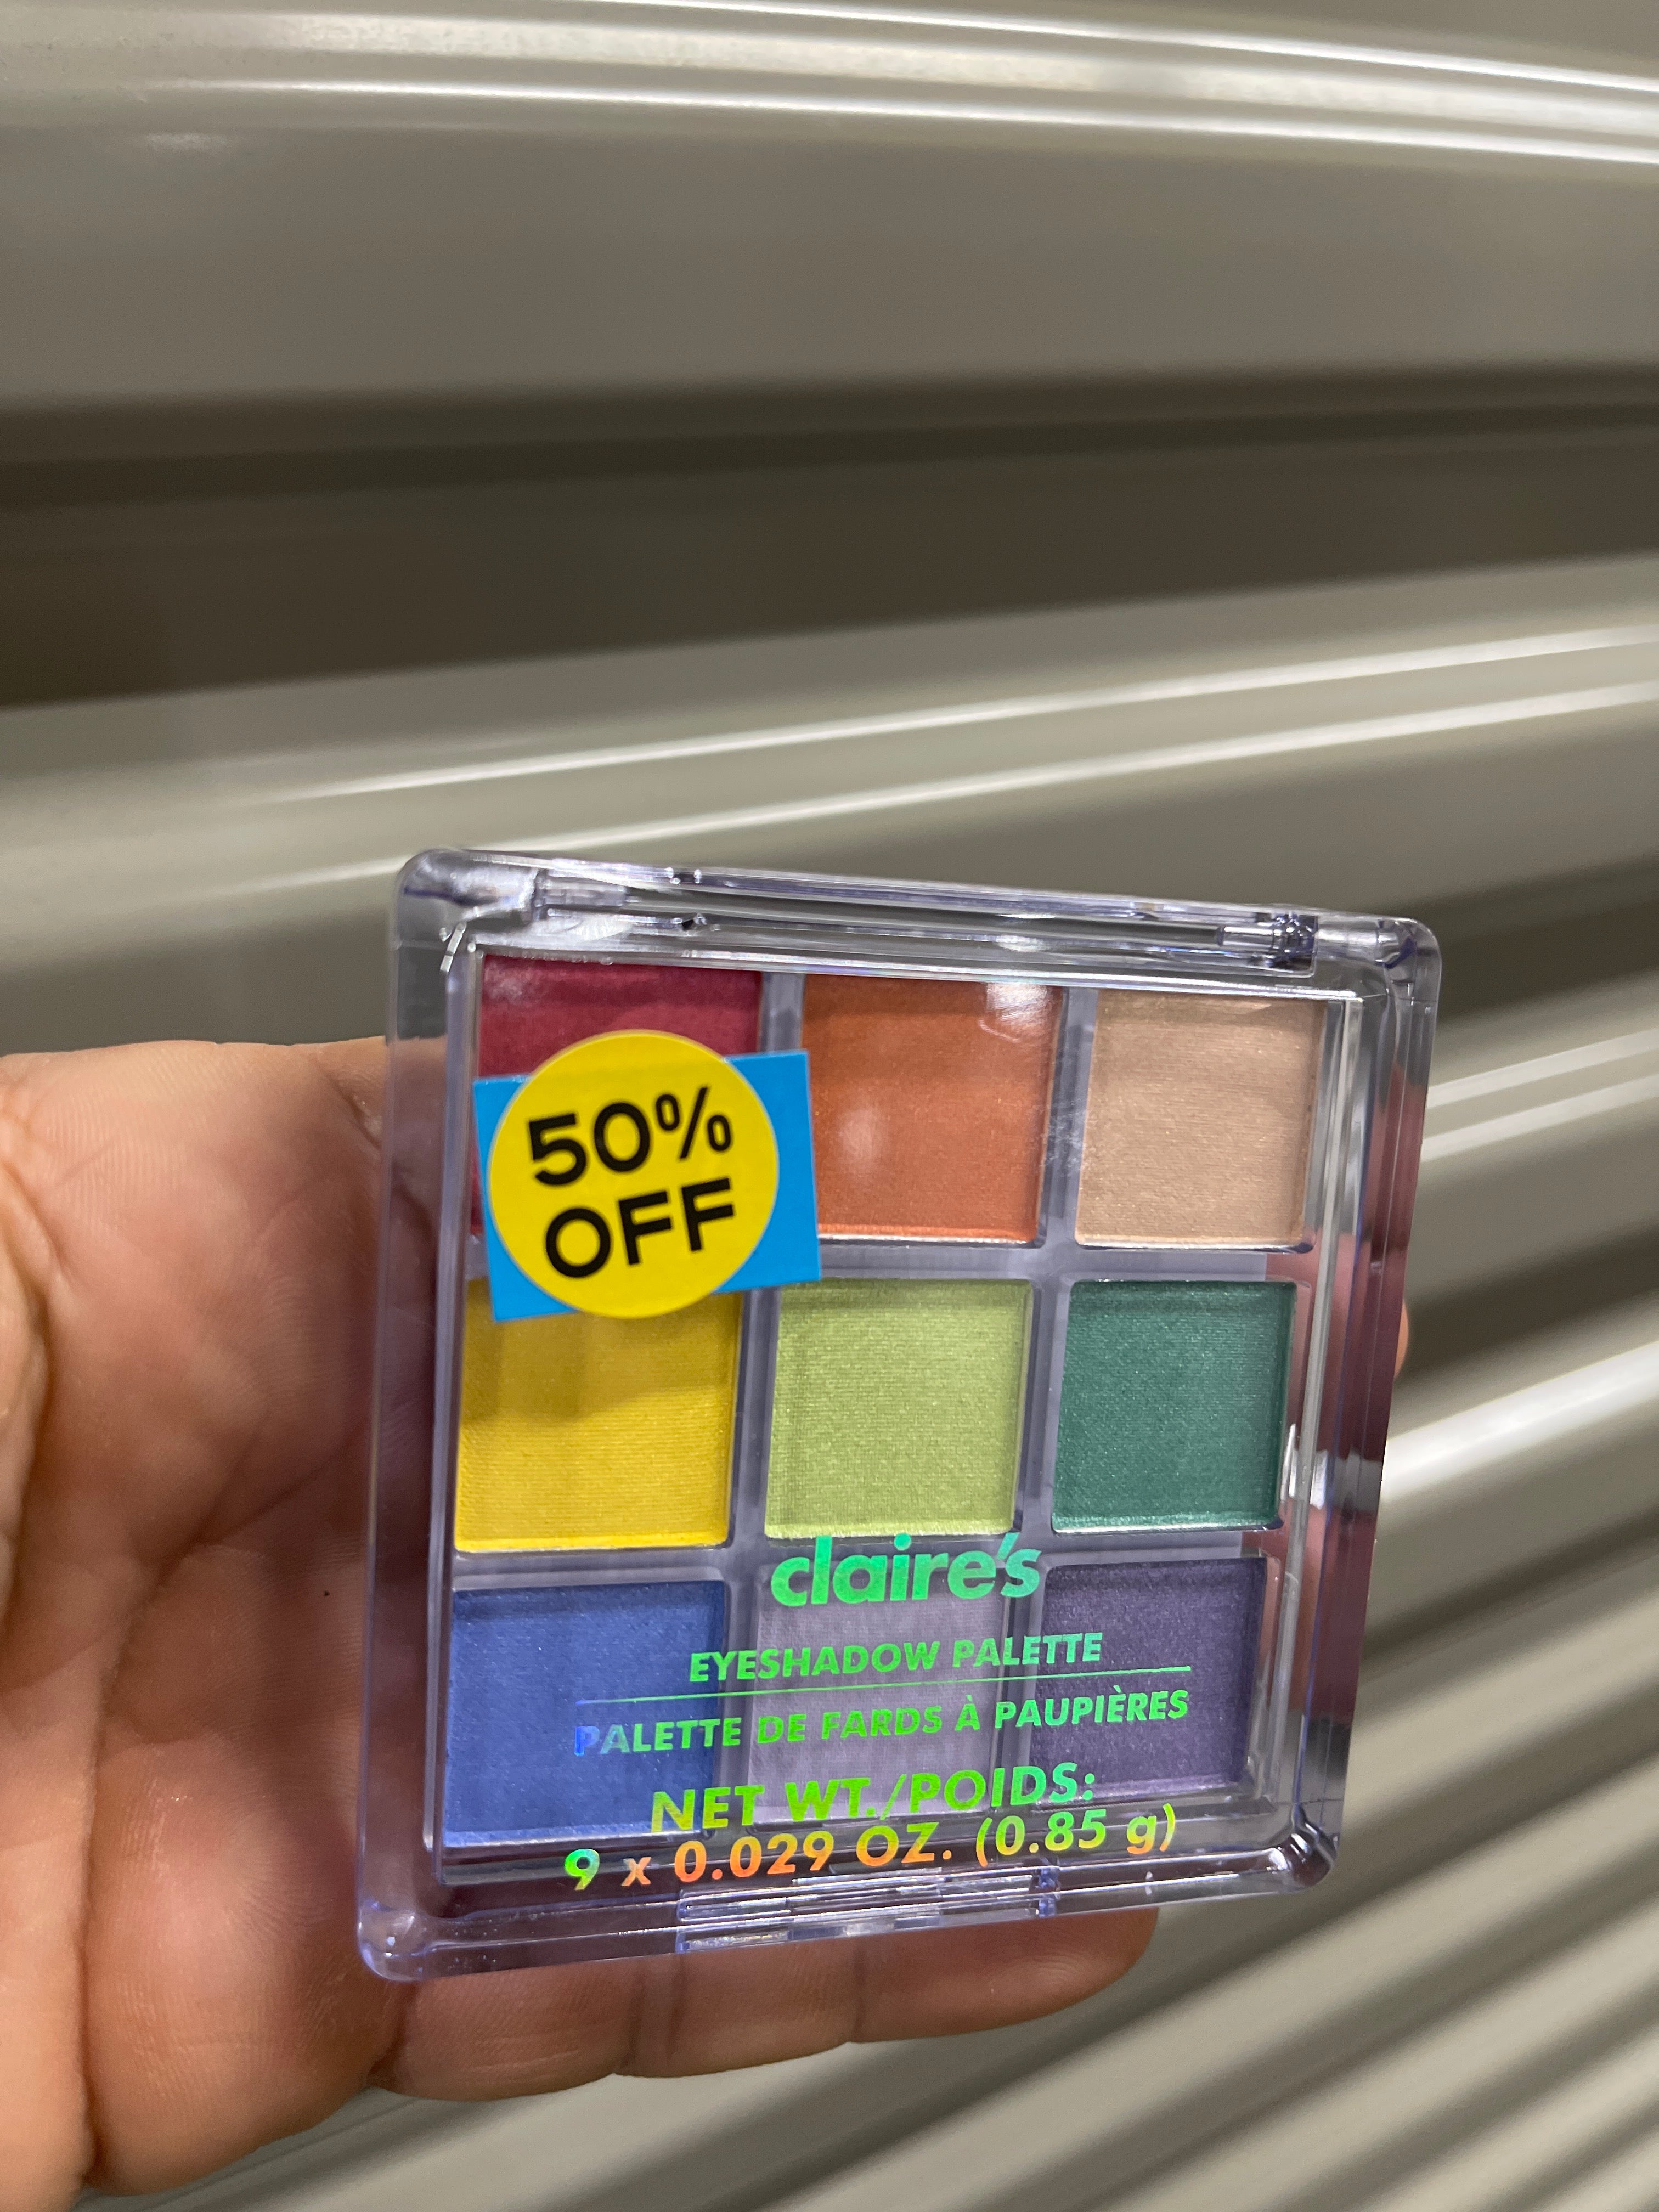 50%
OFF
claire's
EYESHADOW PALETTE
PALETTE DE FARDS À PAUPIÈRES
NET WT./POIDS:
9 x 0.029 OZ. (0.85 g)